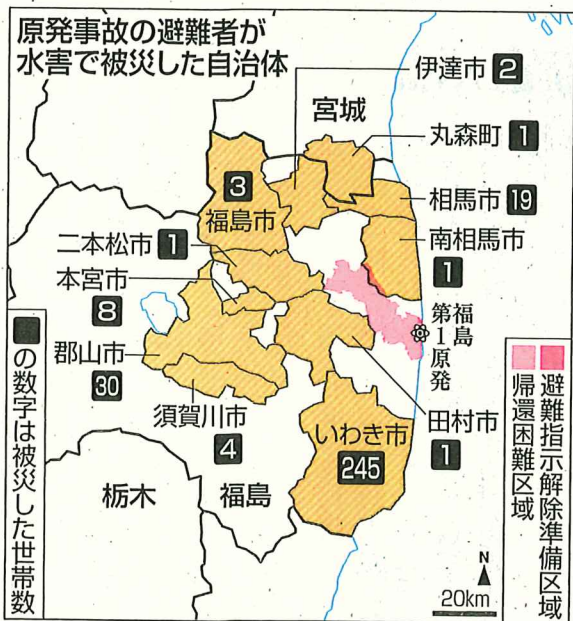 原発事故の避難者が
水害で被災した自治体
伊達市 2
宮城
丸森町 1
3
福島市
相馬市 19
二本松市 1
南相馬市
1
本宮市
8
福島
第1原発
郡山市
30
須賀川市
4
田村市
1
いわき市
245
栃木
福島
■の数字は被災した世帯数
避難指示解除準備区域
帰還困難区域
N
20km